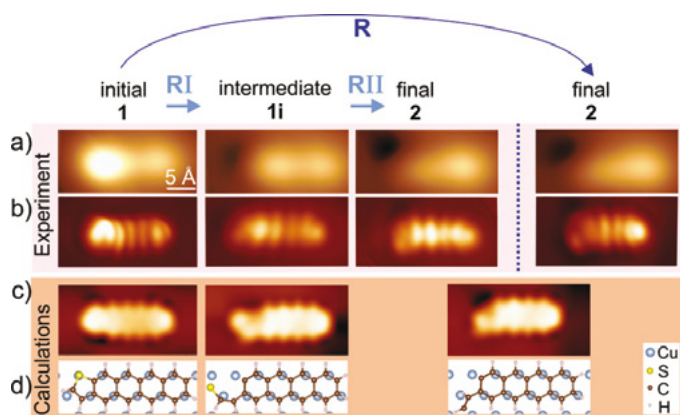 R
RI
RII
initial
intermediate
final
final
1
1i
2
2
a)
5 Å
b)
Experiment
c)
d)
Calculations
Cu
S
C
H